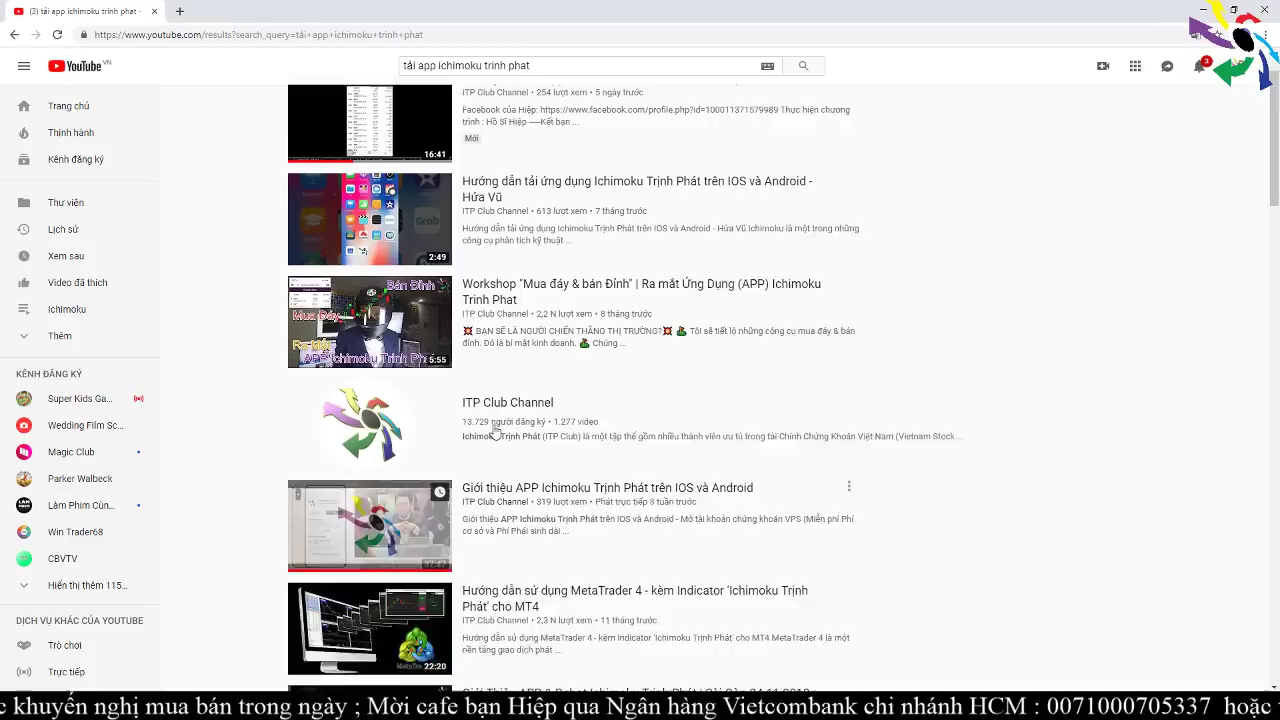 (3) tải app ichimoku trinh phat -
https://www.youtube.com/results?search_query=tải+app+ichimoku+trinh+phat
YouTube VN
tải app ichimoku trinh phat
3
Trang
Thịnh hành
Kênh đăng ký
Thư viện
Lịch sử
Xem sau
Video đã thích
Ichimoku
Thêm
KÊNH ĐĂNG KÝ
Super Kids Ga...
Wedding Film Sc...
Magic Club
Parker Walbeck
Làm Phim Cùn...
Win Trader68
CBVTV
Hiển thị thêm 115...
DỊCH VỤ KHÁC CỦA YOUTUBE
Trò chơi
Trực tiếp
ITP Club Channel • 254 lượt xem • 5 ngày trước
trình : Hồ Sĩ Hiệp -----Kết bạn ...
Mới
16:41
Hướng dẫn tải ứng dụng Ichimoku Trịnh Phát trên IOS và Android -
Hứa Vũ
ITP Club Channel • 613 lượt xem • 7 tháng trước
Hướng dẫn tải ứng dụng Ichimoku Trịnh Phát trên IOS và Android - Hứa Vũ Ichimoku là một trong những
công cụ phân tích kỹ thuật ...
2:49
Workshop "Mua đáy & bán Đỉnh" | Ra mắt Ứng Dụng (APP) Ichimoku
Trinh Phat
ITP Club Channel • 2,2 N lượt xem • 8 tháng trước
BẠN SẼ LÀ NGƯỜI CHIẾN THẮNG THỊ TRƯỜNG? Tôi sẽ tiết lộ những công cụ mua đáy & bán
đỉnh. Đó là bí mật kinh doanh. Chúng ...
Bán Đỉnh
Mua Đáy
5:55
ITP Club Channel
13.729 người đăng ký • 1.277 video
Ichimoku Trịnh Phát (ITP Club) là một tập thể gồm nhiều thành viên ưu tú trong tài Chính Chứng Khoán Việt Nam (Vietnam Stock ...
Giới thiệu APP Ichimoku Trịnh Phát trên IOS và Android
ITP Club Channel • 319 lượt xem • Phát trực tiếp 3 tuần trước
Giới thiệu APP Ichimoku Trịnh Phát trên IOS và Android - Mở tài khoản chứng khoán VPS (Miễn phí Phí
cơ sở và Phí Phái sinh dài ...
Hướng dẫn sử dụng MetaTrader 4 - kèm Indicator 'Ichimoku Trịnh
Phát' cho MT4
ITP Club Channel • 2,3 N lượt xem • 11 tháng trước
Hướng dẫn sử dụng MetaTrader 4 - kèm Indicator 'Ichimoku Trịnh Phát' cho MT4 MetaTrader 4 là một
nền tảng giao dịch phát ...
22:20
c khuyến nghị mua bán trong ngày ; Mời cafe bạn Hiệp qua Ngân hàng Vietcombank chi nhánh HCM : 0071000705337 hoặc